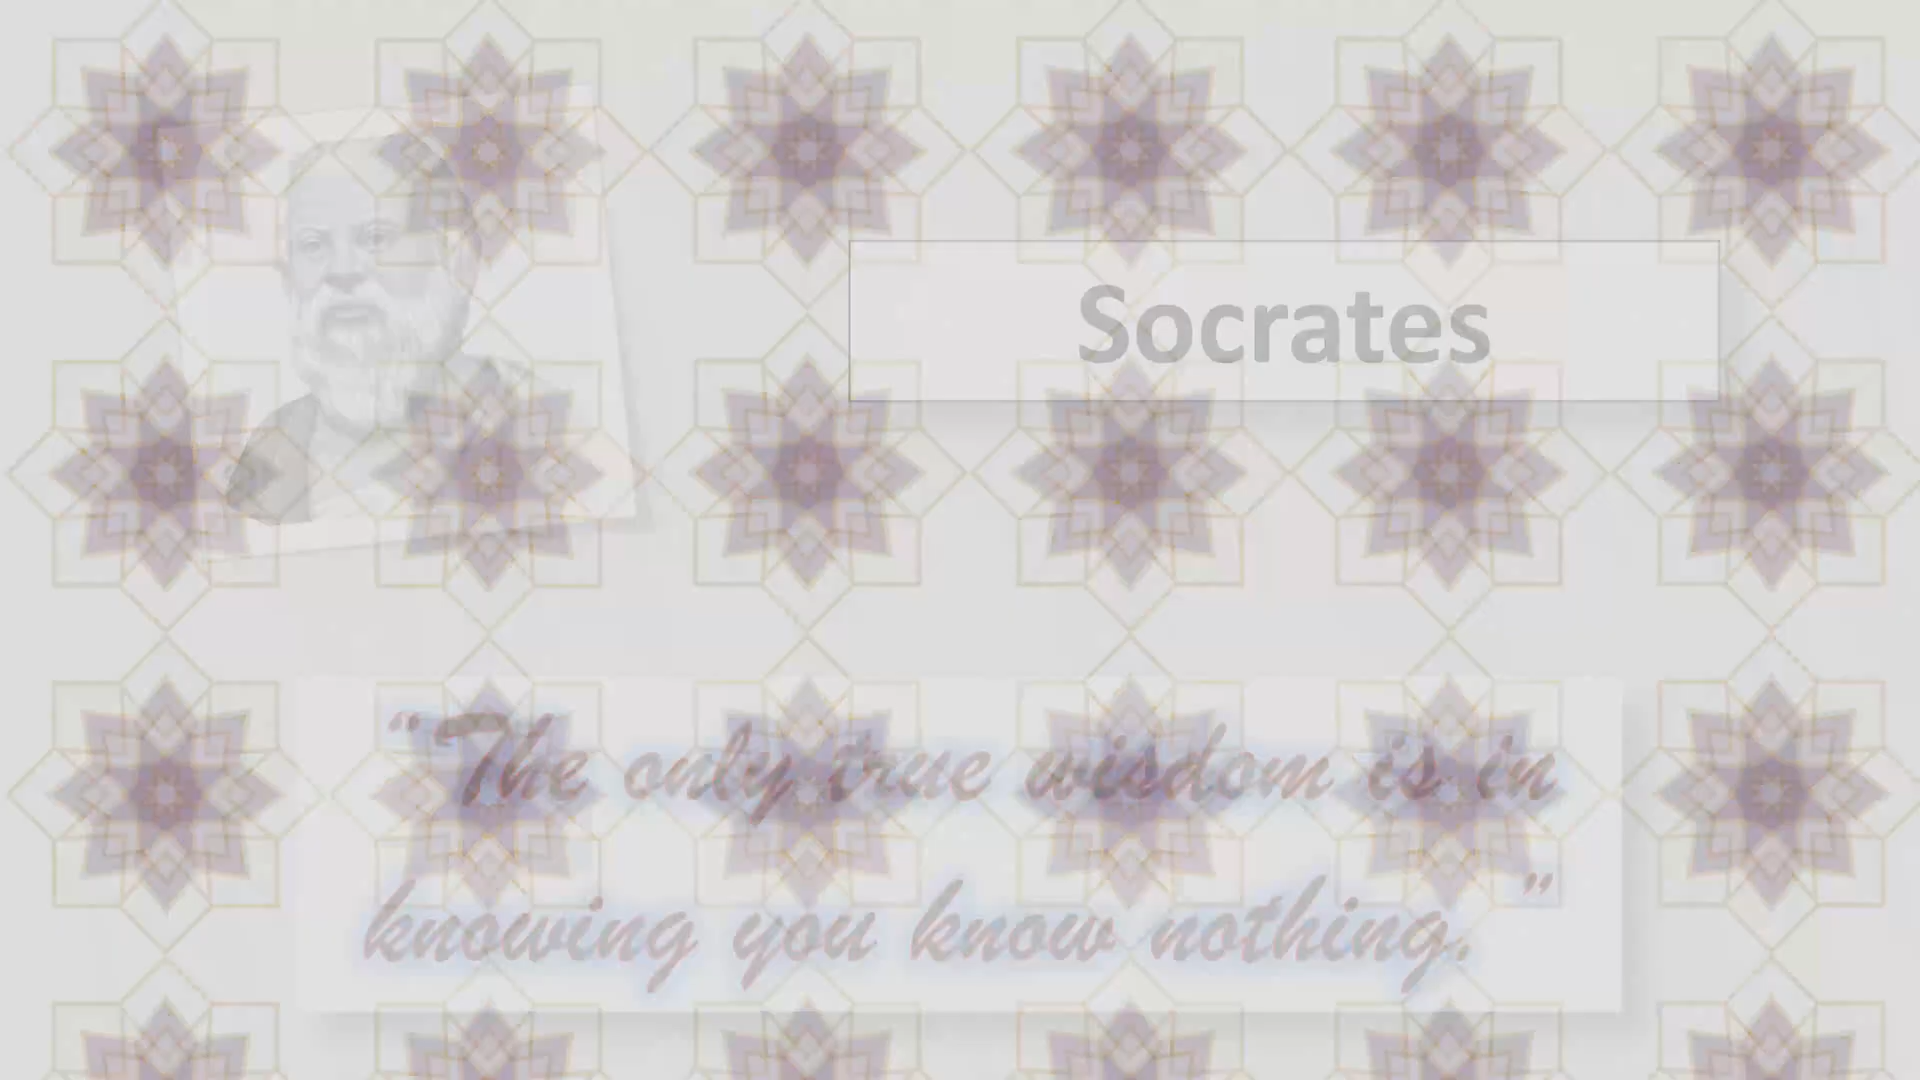 Socrates
“The only true wisdom is in
knowing you know nothing.”